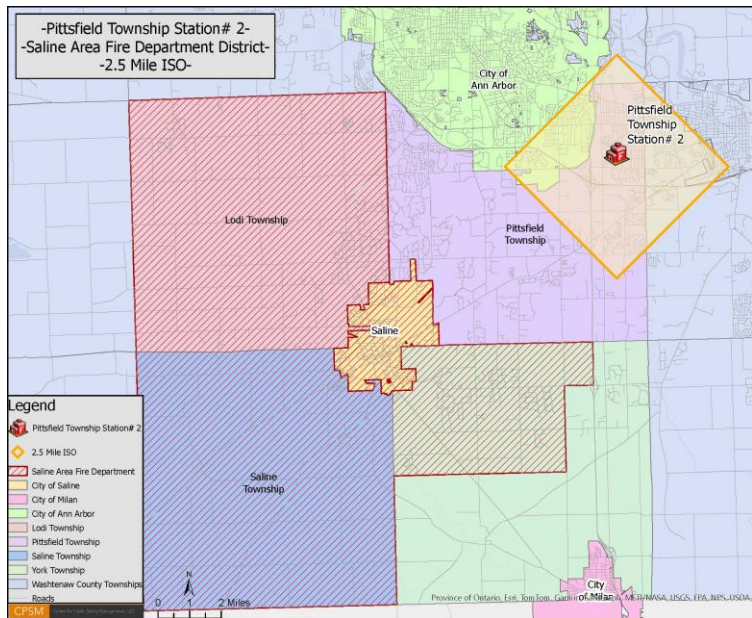 -Pittsfield Township Station# 2-
-Saline Area Fire Department District-
-2.5 Mile ISO-
City of
Ann Arbor
Pittsfield
Township
Station# 2
Lodi Township
Pittsfield
Township
Saline
Saline
Township
City
of Milan
Legend
Pittsfield Township Station# 2
2.5 Mile ISO
Saline Area Fire Department
City of Saline
City of Milan
City of Ann Arbor
Lodi Township
Pittsfield Township
Saline Township
York Township
Washtenaw County Townships
Roads
N
0 1 2 Miles
CPSM
Province of Ontario, Esri, TomTom, METI/NASA, USGS, EPA, NPS, USDA,